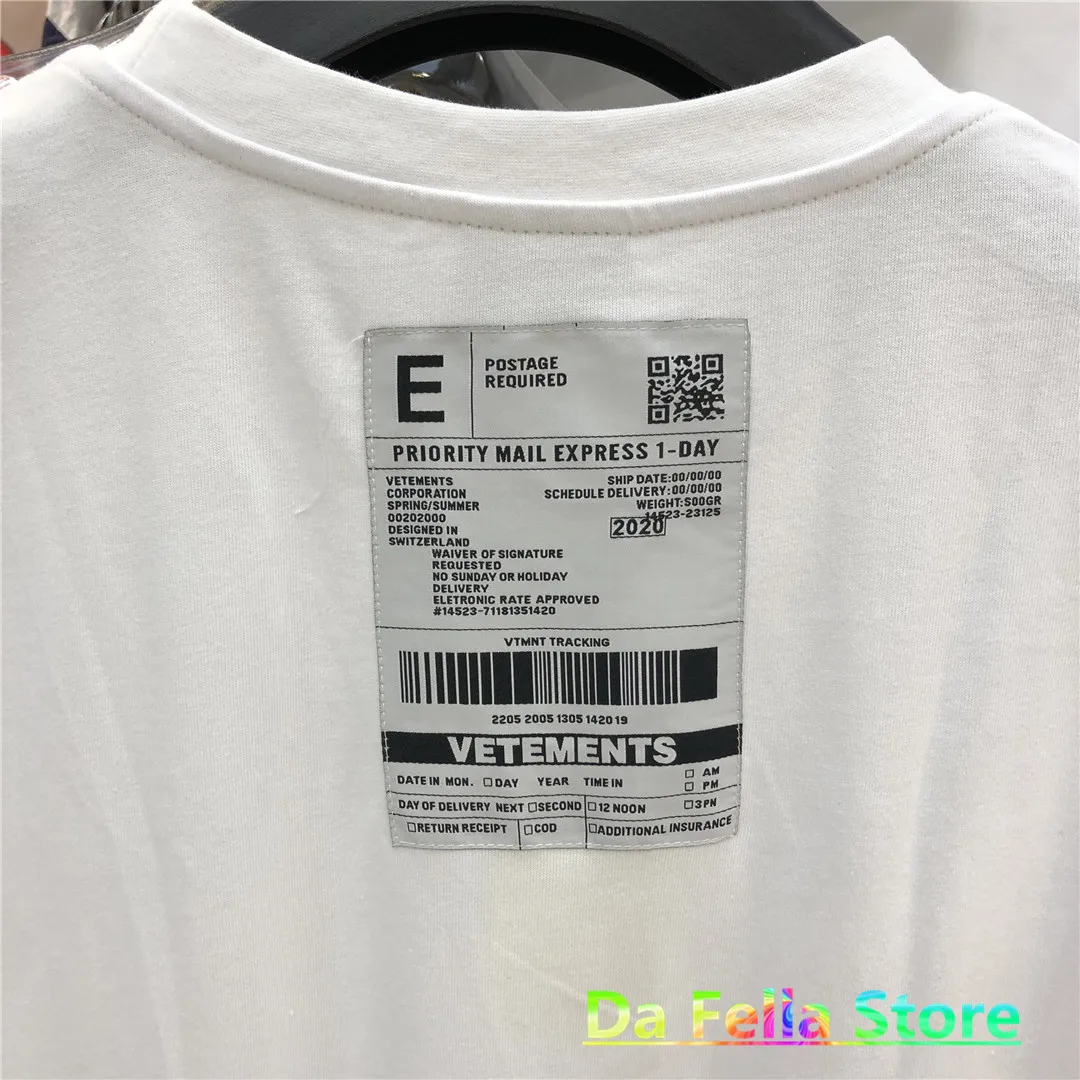 E
POSTAGE
REQUIRED
PRIORITY MAIL EXPRESS 1-DAY
VETEMENTS
CORPORATION
SPRING/SUMMER
00202000
DESIGNED IN
SWITZERLAND
SHIP DATE:00/00/00
SCHEDULE DELIVERY:00/00/00
WEIGHT:S00GR
14523-23125
2020
WAIVER OF SIGNATURE
REQUESTED
NO SUNDAY OR HOLIDAY
DELIVERY
ELETRONIC RATE APPROVED
#14523-71181351420
VTMNT TRACKING
2205 2005 1305 142019
VETEMENTS
DATE IN MON. □DAY YEAR TIME IN □ AM
□ PM
DAY OF DELIVERY NEXT □SECOND □12 NOON □3PN
□RETURN RECEIPT □COD □ADDITIONAL INSURANCE
Da Fella Store